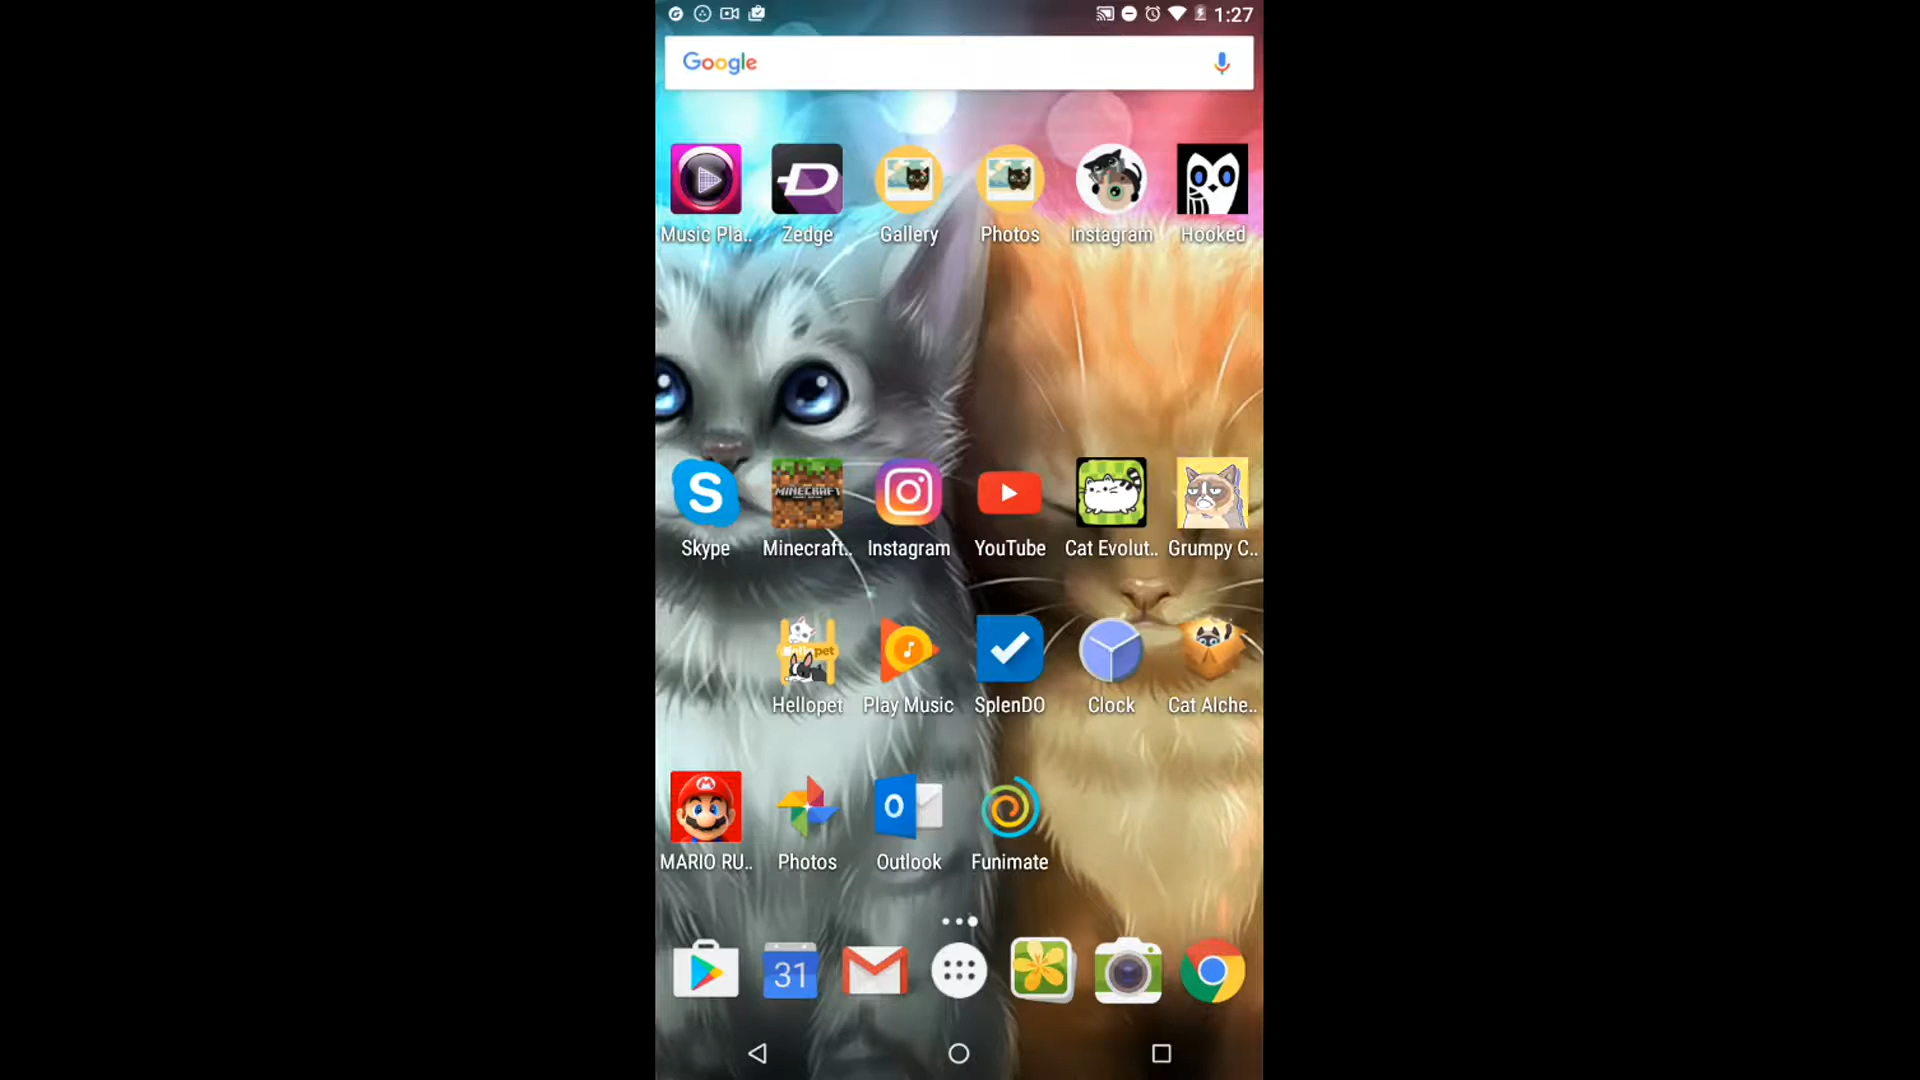 1:27
Google
Music Pla.. Zedge Gallery Photos Instagram Hooked
MINECRAFT
Skype Minecraft.. Instagram YouTube Cat Evolut.. Grumpy C..
Hellopet
Hellopet Play Music SplenDO Clock Cat Alche..
MARIO RU.. Photos Outlook Funimate
31